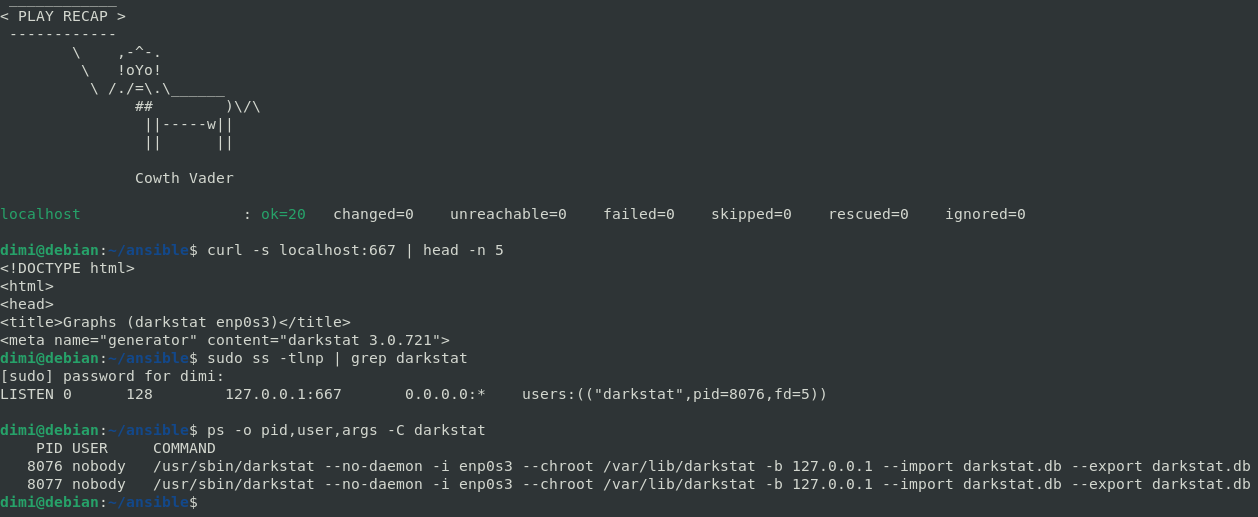 ____________
< PLAY RECAP >
 ------------
        \    ,-^-.
         \   !oYo!
          \ /./=\.\______
               ##        )\/\
                ||-----w||
                ||      ||

               Cowth Vader

localhost                  : ok=20   changed=0    unreachable=0    failed=0    skipped=0    rescued=0    ignored=0

dimi@debian:~/ansible$ curl -s localhost:667 | head -n 5
<!DOCTYPE html>
<html>
<head>
<title>Graphs (darkstat enp0s3)</title>
<meta name="generator" content="darkstat 3.0.721">
dimi@debian:~/ansible$ sudo ss -tlnp | grep darkstat
[sudo] password for dimi:
LISTEN 0      128        127.0.0.1:667       0.0.0.0:*    users:(("darkstat",pid=8076,fd=5))

dimi@debian:~/ansible$ ps -o pid,user,args -C darkstat
    PID USER     COMMAND
   8076 nobody   /usr/sbin/darkstat --no-daemon -i enp0s3 --chroot /var/lib/darkstat -b 127.0.0.1 --import darkstat.db --export darkstat.db
   8077 nobody   /usr/sbin/darkstat --no-daemon -i enp0s3 --chroot /var/lib/darkstat -b 127.0.0.1 --import darkstat.db --export darkstat.db
dimi@debian:~/ansible$